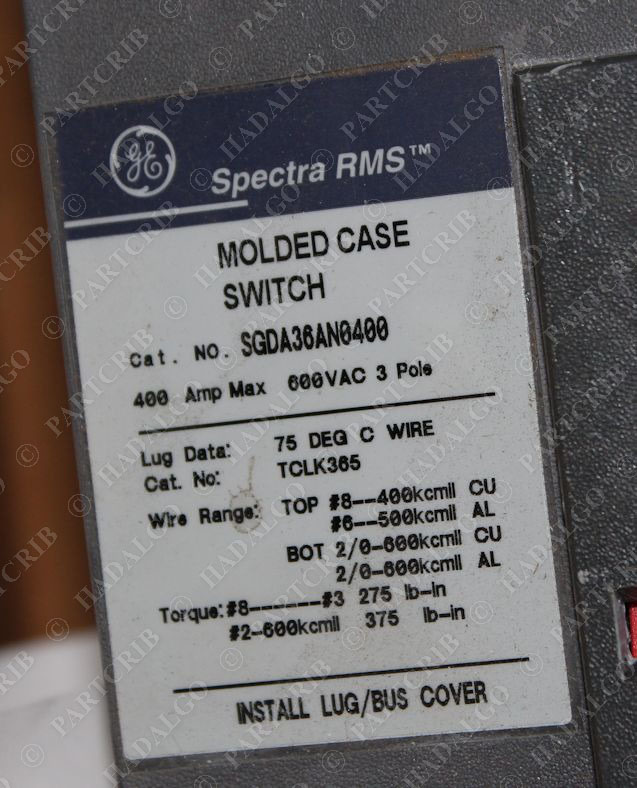 GE
Spectra RMS™
MOLDED CASE
SWITCH
Cat. NO. SGDA36AN0400
400 Amp Max 600VAC 3 Pole
Lug Data: 75 DEG C WIRE
Cat. No: TCLK365
Wire Range: TOP #8--400kcmil CU
#6--500kcmil AL
BOT 2/0-600kcmil CU
2/0-600kcmil AL
Torque:#8-------#3 275 lb-in
#2-600kcmil 375 lb-in
INSTALL LUG/BUS COVER
© PARTCRIB
© HADALGO